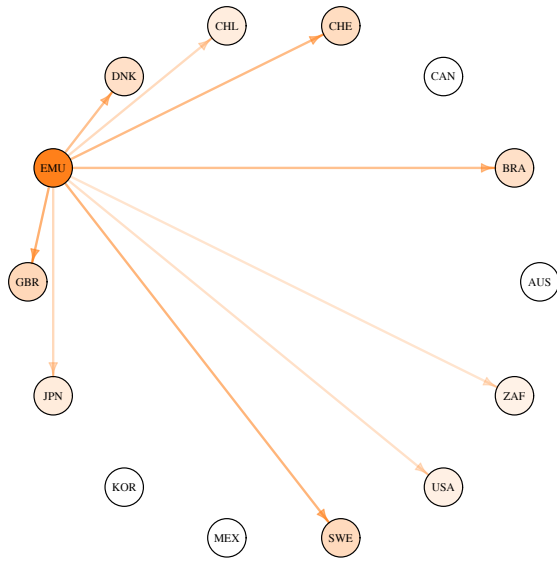 CHL
CHE
DNK
CAN
EMU
BRA
GBR
AUS
JPN
ZAF
KOR
USA
MEX
SWE